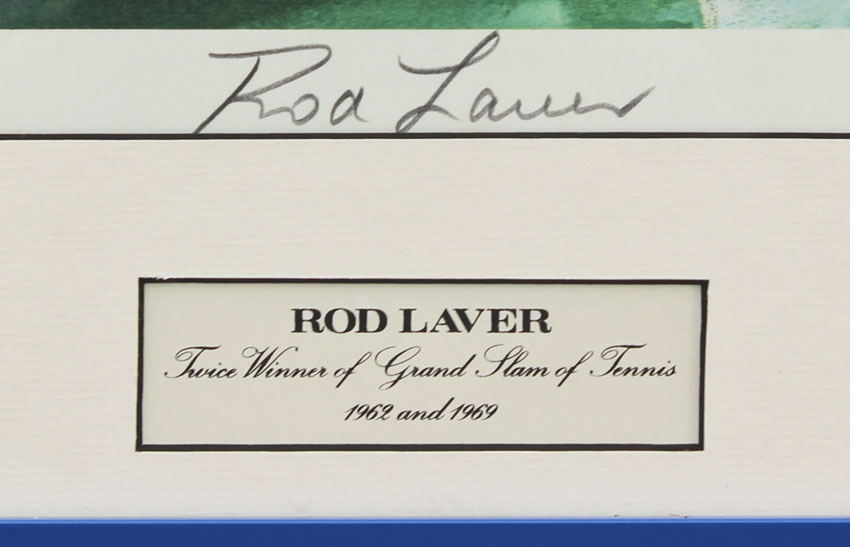 Rod Laver
ROD LAVER
Twice Winner of Grand Slam of Tennis
1962 and 1969